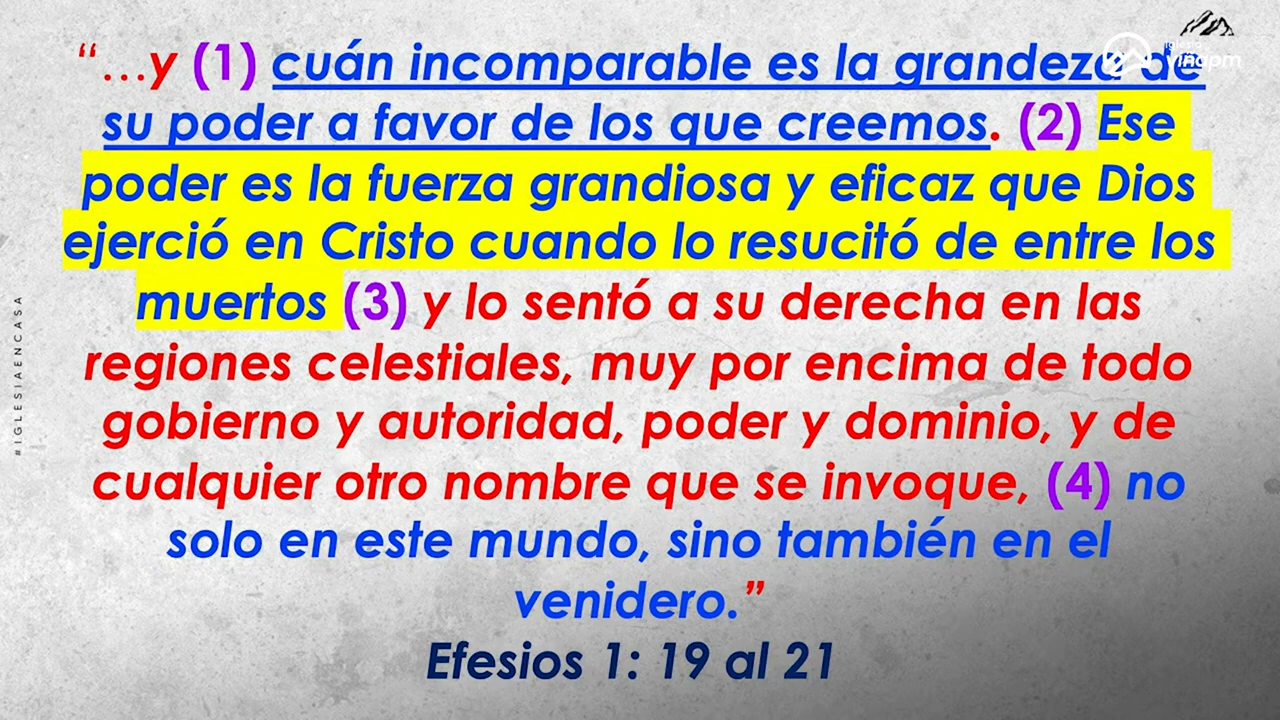 “...y (1) cuán incomparable es la grandeza de
su poder a favor de los que creemos. (2) Ese
poder es la fuerza grandiosa y eficaz que Dios
ejerció en Cristo cuando lo resucitó de entre los
muertos (3) y lo sentó a su derecha en las
regiones celestiales, muy por encima de todo
gobierno y autoridad, poder y dominio, y de
cualquier otro nombre que se invoque, (4) no
solo en este mundo, sino también en el
venidero.”
Efesios 1: 19 al 21
#IGLESIAENCASA
Iglesia
Viñapm